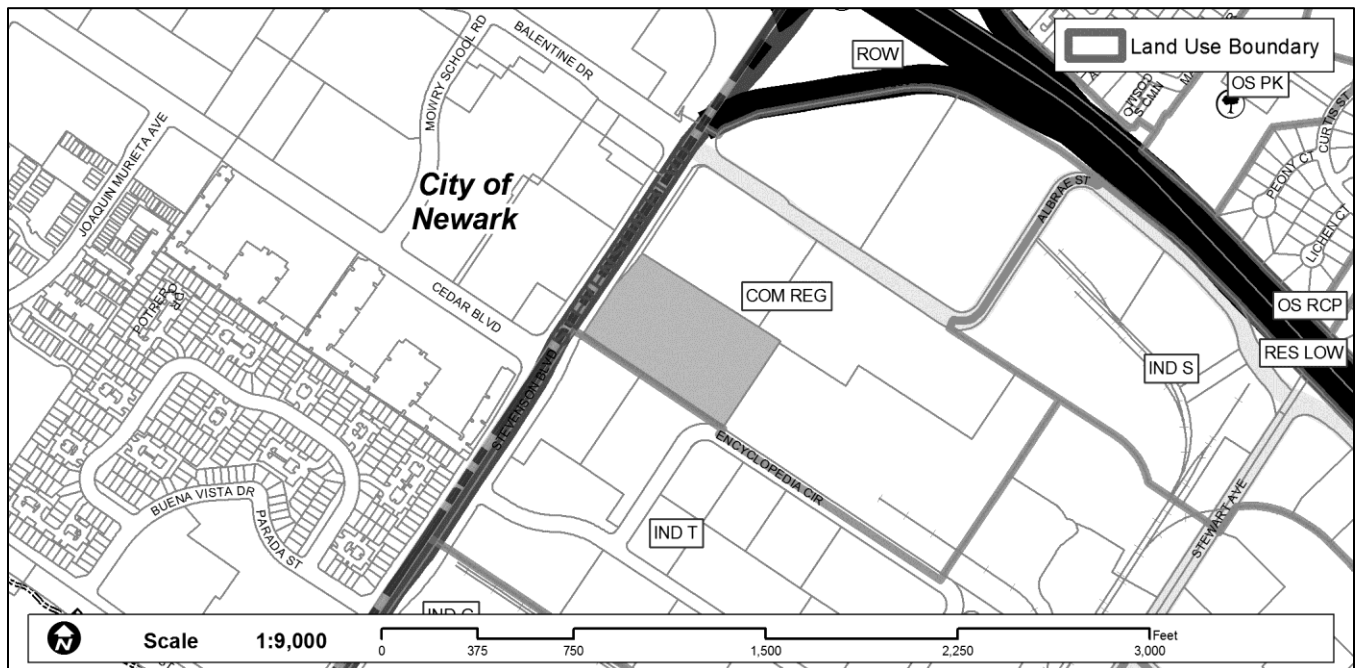 BALENTINE DR
MOWRY SCHOOL RD
ROW
Land Use Boundary
OS PK
COSMO
S CMN
CURTIS ST
JOAQUIN MURIETA AVE
City of
Newark
PEONY CT
ALBRAE ST
LICHEN CT
POTRERO
DR
CEDAR BLVD
COM REG
OS RCP
RES LOW
IND S
STEVENSON BLVD
ENCYCLOPEDIA CIR
BUENA VISTA DR
PARADA ST
IND T
STEWART AVE
N
Scale 1:9,000
Feet
0 375 750 1,500 2,250 3,000